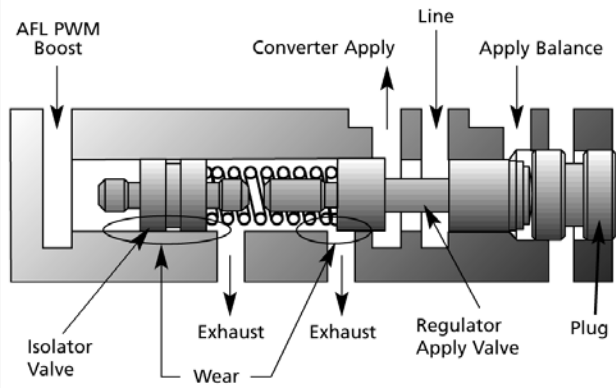 AFL PWM
Boost
Converter Apply
Line
Apply Balance
Isolator
Valve
Exhaust
Exhaust
Wear
Regulator
Apply Valve
Plug